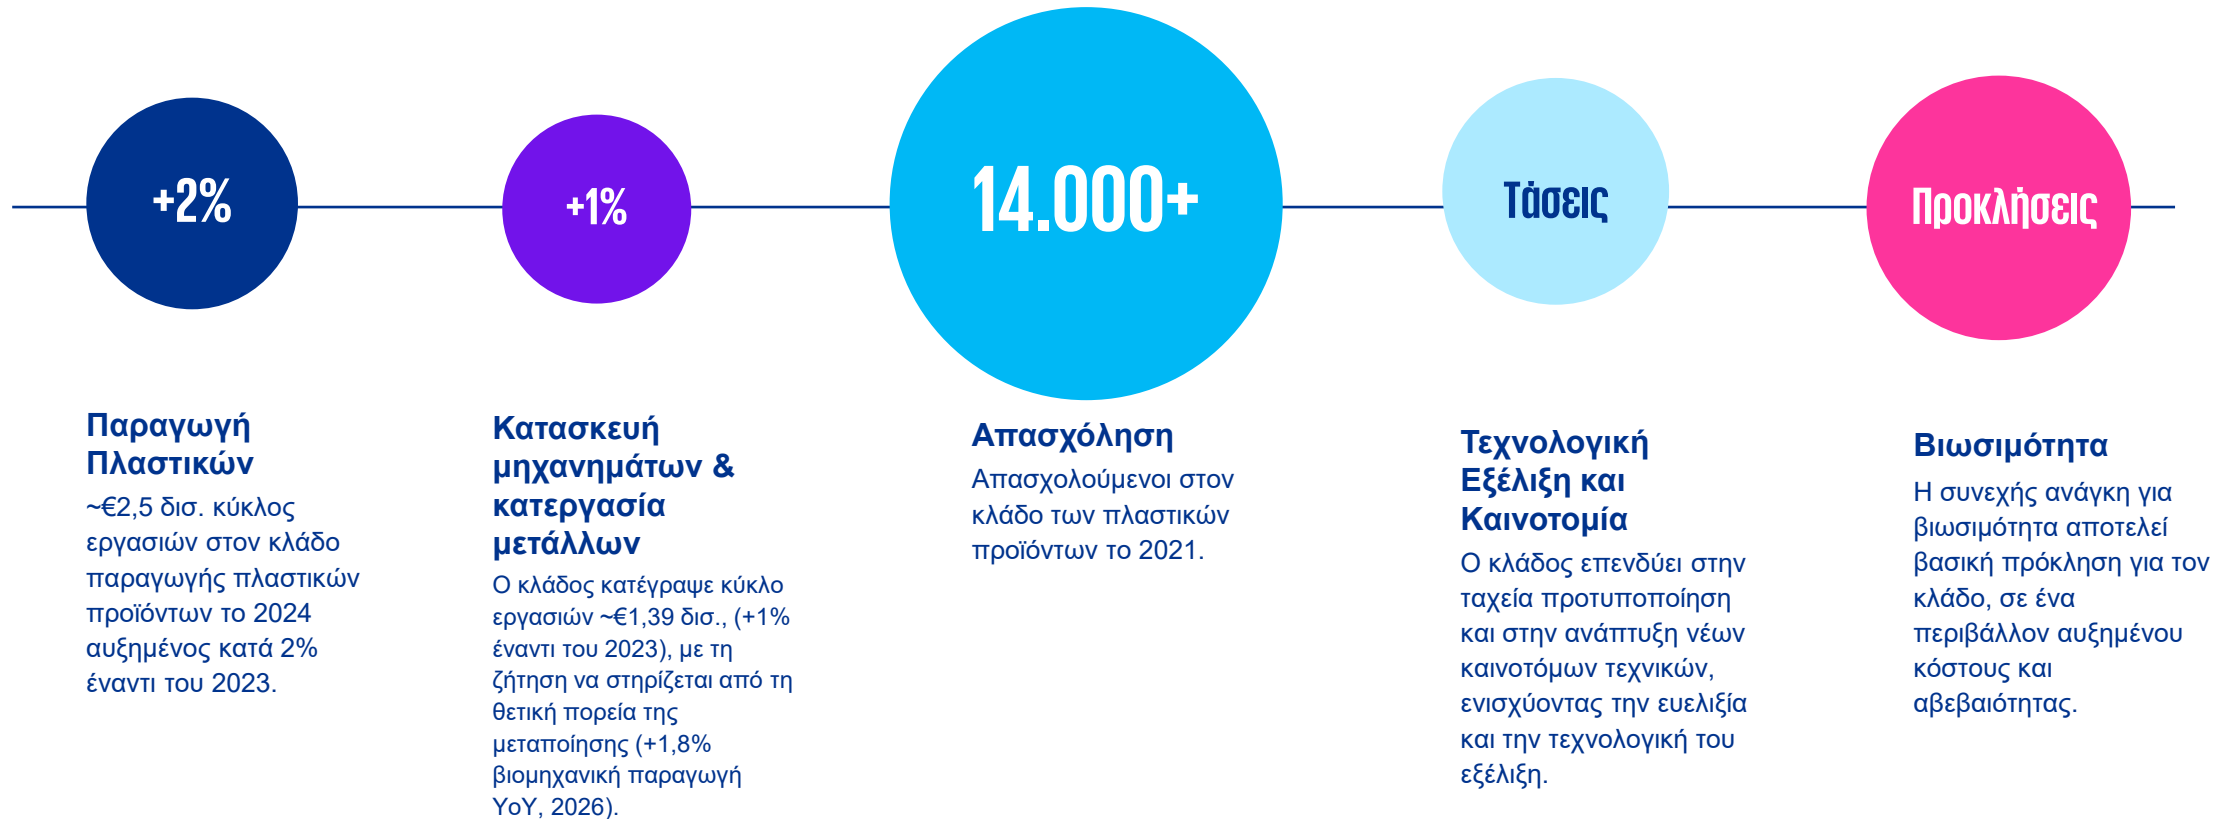 +2%
+1%
14.000+
Τάσεις
Προκλήσεις
Παραγωγή
Πλαστικών
~€2,5 δισ. κύκλος
εργασιών στον κλάδο
παραγωγής πλαστικών
προϊόντων το 2024
αυξημένος κατά 2%
έναντι του 2023.
Κατασκευή
μηχανημάτων &
κατεργασία
μετάλλων
Ο κλάδος κατέγραψε κύκλο
εργασιών ~€1,39 δισ., (+1%
έναντι του 2023), με τη
ζήτηση να στηρίζεται από τη
θετική πορεία της
μεταποίησης (+1,8%
βιομηχανική παραγωγή
YoY, 2026).
Απασχόληση
Απασχολούμενοι στον
κλάδο των πλαστικών
προϊόντων το 2021.
Τεχνολογική
Εξέλιξη και
Καινοτομία
Ο κλάδος επενδύει στην
ταχεία προτυποποίηση
και στην ανάπτυξη νέων
καινοτόμων τεχνικών,
ενισχύοντας την ευελιξία
και την τεχνολογική του
εξέλιξη.
Βιωσιμότητα
Η συνεχής ανάγκη για
βιωσιμότητα αποτελεί
βασική πρόκληση για τον
κλάδο, σε ένα
περιβάλλον αυξημένου
κόστους και
αβεβαιότητας.